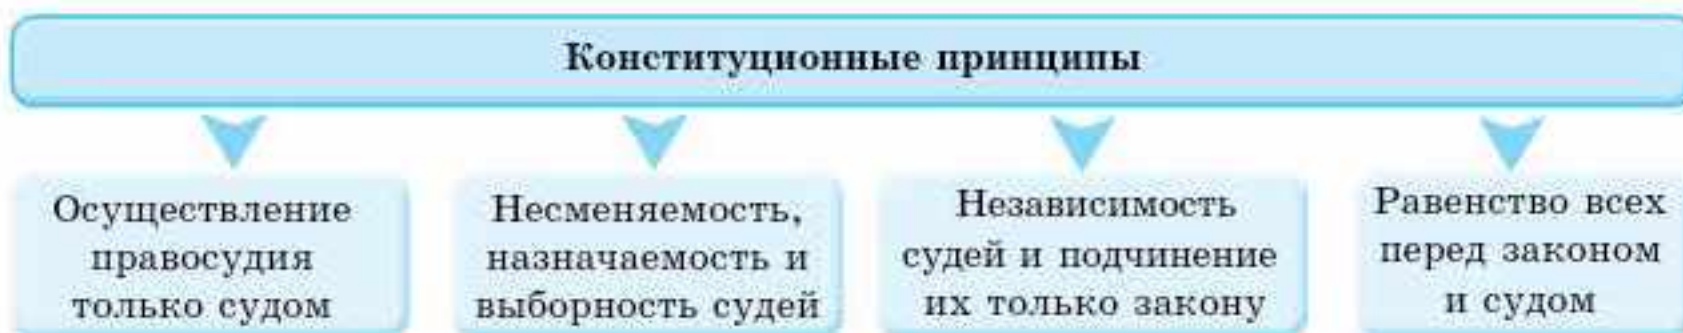 Конституционные принципы
Осуществление
правосудия
только судом
Несменяемость,
назначаемость и
выборность судей
Независимость
судей и подчинение
их только закону
Равенство всех
перед законом
и судом